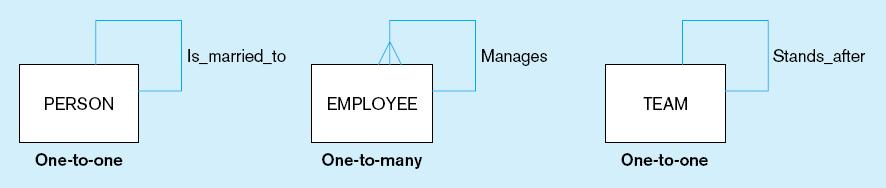 Is_married_to
PERSON
One-to-one
Manages
EMPLOYEE
One-to-many
Stands_after
TEAM
One-to-one